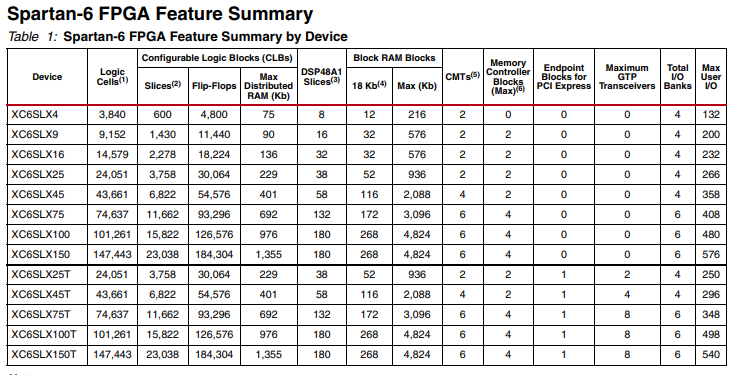 Spartan-6 FPGA Feature Summary
Table 1: Spartan-6 FPGA Feature Summary by Device
Device Logic Cells(1) Configurable Logic Blocks (CLBs) Slices(2) Flip-Flops Max Distributed RAM (Kb) DSP48A1 Slices(3) Block RAM Blocks 18 Kb(4) Max (Kb) CMTs(5) Memory Controller Blocks (Max)(6) Endpoint Blocks for PCI Express Maximum GTP Transceivers Total I/O Banks Max User I/O
XC6SLX4 3,840 600 4,800 75 8 12 216 2 0 0 0 4 132
XC6SLX9 9,152 1,430 11,440 90 16 32 576 2 2 0 0 4 200
XC6SLX16 14,579 2,278 18,224 136 32 32 576 2 2 0 0 4 232
XC6SLX25 24,051 3,758 30,064 229 38 52 936 2 2 0 0 4 266
XC6SLX45 43,661 6,822 54,576 401 58 116 2,088 4 2 0 0 4 358
XC6SLX75 74,637 11,662 93,296 692 132 172 3,096 6 4 0 0 6 408
XC6SLX100 101,261 15,822 126,576 976 180 268 4,824 6 4 0 0 6 480
XC6SLX150 147,443 23,038 184,304 1,355 180 268 4,824 6 4 0 0 6 576
XC6SLX25T 24,051 3,758 30,064 229 38 52 936 2 2 1 2 4 250
XC6SLX45T 43,661 6,822 54,576 401 58 116 2,088 4 2 1 4 4 296
XC6SLX75T 74,637 11,662 93,296 692 132 172 3,096 6 4 1 8 6 348
XC6SLX100T 101,261 15,822 126,576 976 180 268 4,824 6 4 1 8 6 498
XC6SLX150T 147,443 23,038 184,304 1,355 180 268 4,824 6 4 1 8 6 540